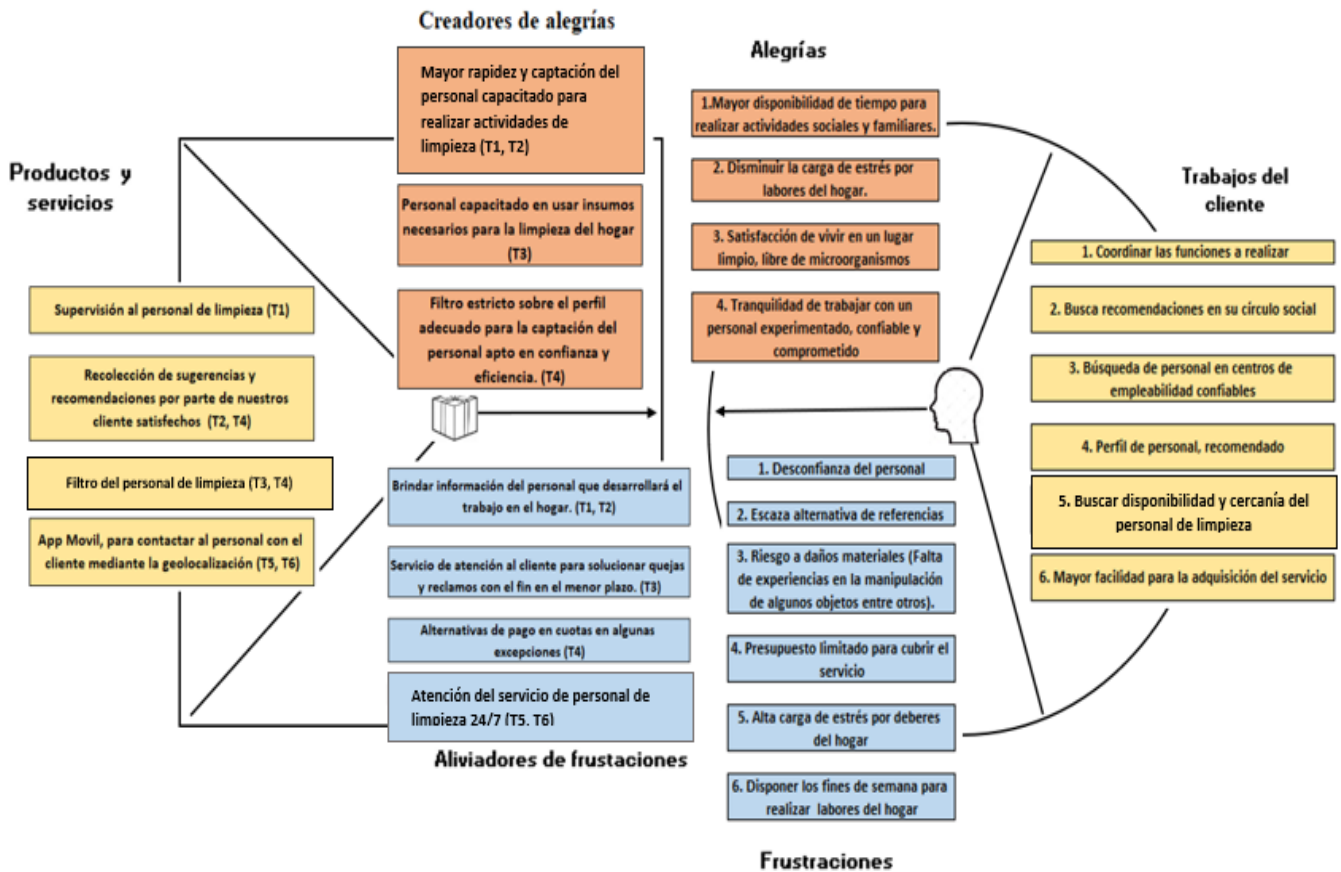 Creadores de alegrías
Mayor rapidez y captación del
personal capacitado para
realizar actividades de
limpieza (T1, T2)
Personal capacitado en usar insumos
necesarios para la limpieza del hogar
(T3)
Filtro estricto sobre el perfil
adecuado para la captación del
personal apto en confianza y
eficiencia. (T4)
Productos y
servicios
Supervisión al personal de limpieza (T1)
Recolección de sugerencias y
recomendaciones por parte de nuestros
cliente satisfechos (T2, T4)
Filtro del personal de limpieza (T3, T4)
App Movil, para contactar al personal con el
cliente mediante la geolocalización (T5, T6)
Brindar información del personal que desarrollará el
trabajo en el hogar. (T1, T2)
Servicio de atención al cliente para solucionar quejas
y reclamos con el fin en el menor plazo. (T3)
Alternativas de pago en cuotas en algunas
excepciones (T4)
Atención del servicio de personal de
limpieza 24/7 (T5, T6)
Aliviadores de frustaciones
Alegrías
1.Mayor disponibilidad de tiempo para
realizar actividades sociales y familiares.
2. Disminuir la carga de estrés por
labores del hogar.
3. Satisfacción de vivir en un lugar
limpio, libre de microorganismos
4. Tranquilidad de trabajar con un
personal experimentado, confiable y
comprometido
1. Desconfianza del personal
2. Escaza alternativa de referencias
3. Riesgo a daños materiales (Falta
de experiencias en la manipulación
de algunos objetos entre otros).
4. Presupuesto limitado para cubrir el
servicio
5. Alta carga de estrés por deberes
del hogar
6. Disponer los fines de semana para
realizar labores del hogar
Frustraciones
Trabajos del
cliente
1. Coordinar las funciones a realizar
2. Busca recomendaciones en su círculo social
3. Búsqueda de personal en centros de
empleabilidad confiables
4. Perfil de personal, recomendado
5. Buscar disponibilidad y cercanía del
personal de limpieza
6. Mayor facilidad para la adquisición del servicio